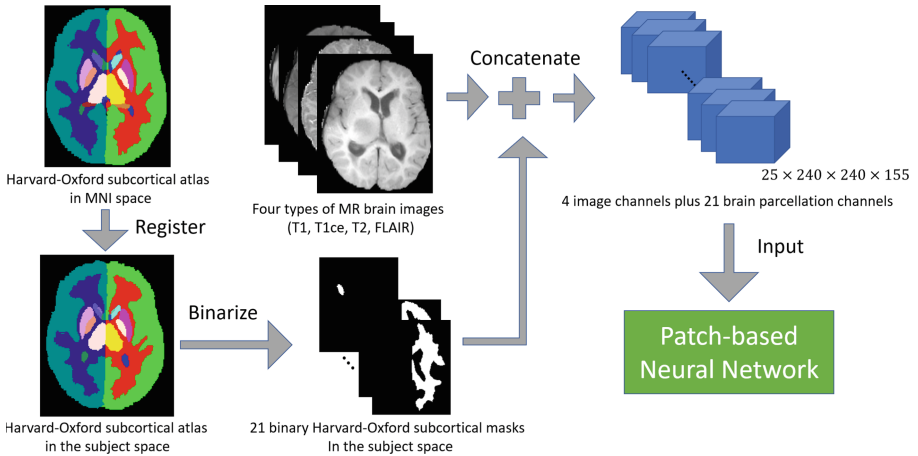 Harvard-Oxford subcortical atlas
in MNI space
Register
Harvard-Oxford subcortical atlas
in the subject space
Binarize
Four types of MR brain images
(T1, T1ce, T2, FLAIR)
21 binary Harvard-Oxford subcortical masks
In the subject space
Concatenate
25 × 240 × 240 × 155
4 image channels plus 21 brain parcellation channels
Input
Patch-based
Neural Network